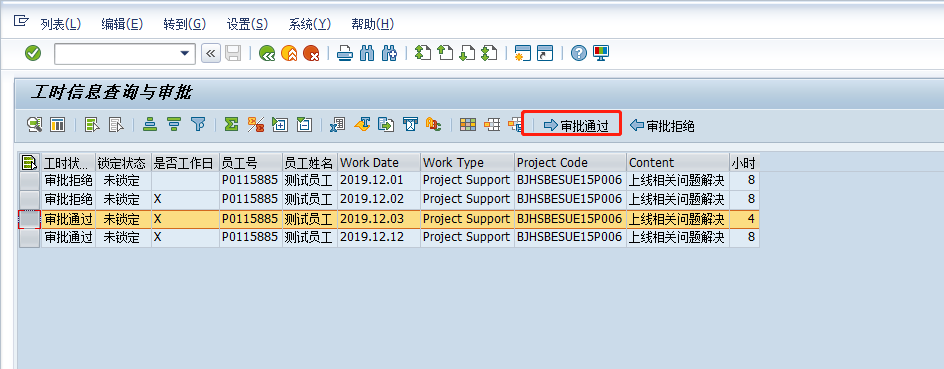 列表(L) 编辑(E) 转到(G) 设置(S) 系统(Y) 帮助(H)
工时信息查询与审批
审批通过 审批拒绝
工时状... 锁定状态 是否工作日 员工号 员工姓名 Work Date Work Type Project Code Content 小时
审批拒绝 未锁定 P0115885 测试员工 2019.12.01 Project Support BJHSBESUE15P006 上线相关问题解决 8
审批拒绝 未锁定 X P0115885 测试员工 2019.12.02 Project Support BJHSBESUE15P006 上线相关问题解决 8
审批通过 未锁定 X P0115885 测试员工 2019.12.03 Project Support BJHSBESUE15P006 上线相关问题解决 4
审批通过 未锁定 X P0115885 测试员工 2019.12.12 Project Support BJHSBESUE15P006 上线相关问题解决 8